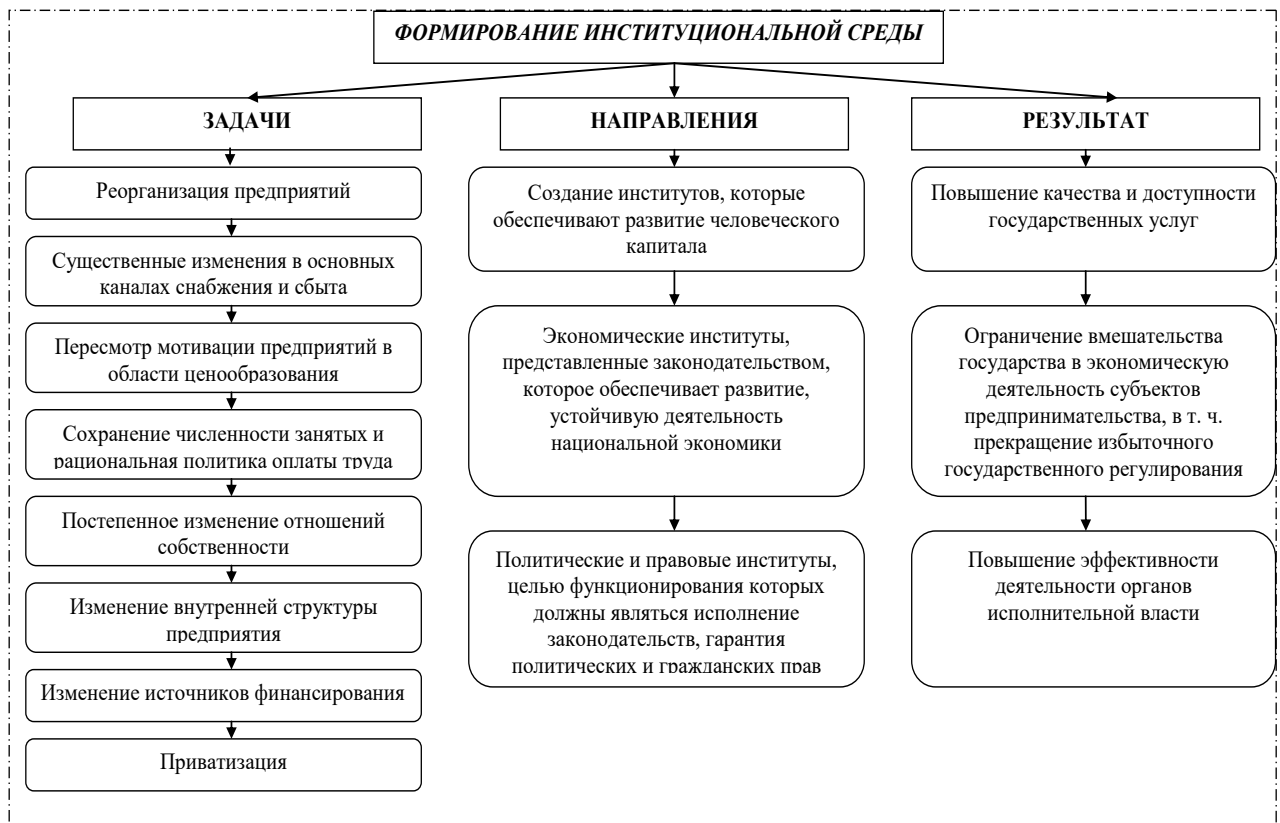 ФОРМИРОВАНИЕ ИНСТИТУЦИОНАЛЬНОЙ СРЕДЫ
ЗАДАЧИ
Реорганизация предприятий
Существенные изменения в основных
каналах снабжения и сбыта
Пересмотр мотивации предприятий в
области ценообразования
Сохранение численности занятых и
рациональная политика оплаты труда
Постепенное изменение отношений
собственности
Изменение внутренней структуры
предприятия
Изменение источников финансирования
Приватизация
НАПРАВЛЕНИЯ
Создание институтов, которые
обеспечивают развитие человеческого
капитала
Экономические институты,
представленные законодательством,
которое обеспечивает развитие,
устойчивую деятельность
национальной экономики
Политические и правовые институты,
целью функционирования которых
должны являться исполнение
законодательств, гарантия
политических и гражданских прав
РЕЗУЛЬТАТ
Повышение качества и доступности
государственных услуг
Ограничение вмешательства
государства в экономическую
деятельность субъектов
предпринимательства, в т. ч.
прекращение избыточного
государственного регулирования
Повышение эффективности
деятельности органов
исполнительной власти